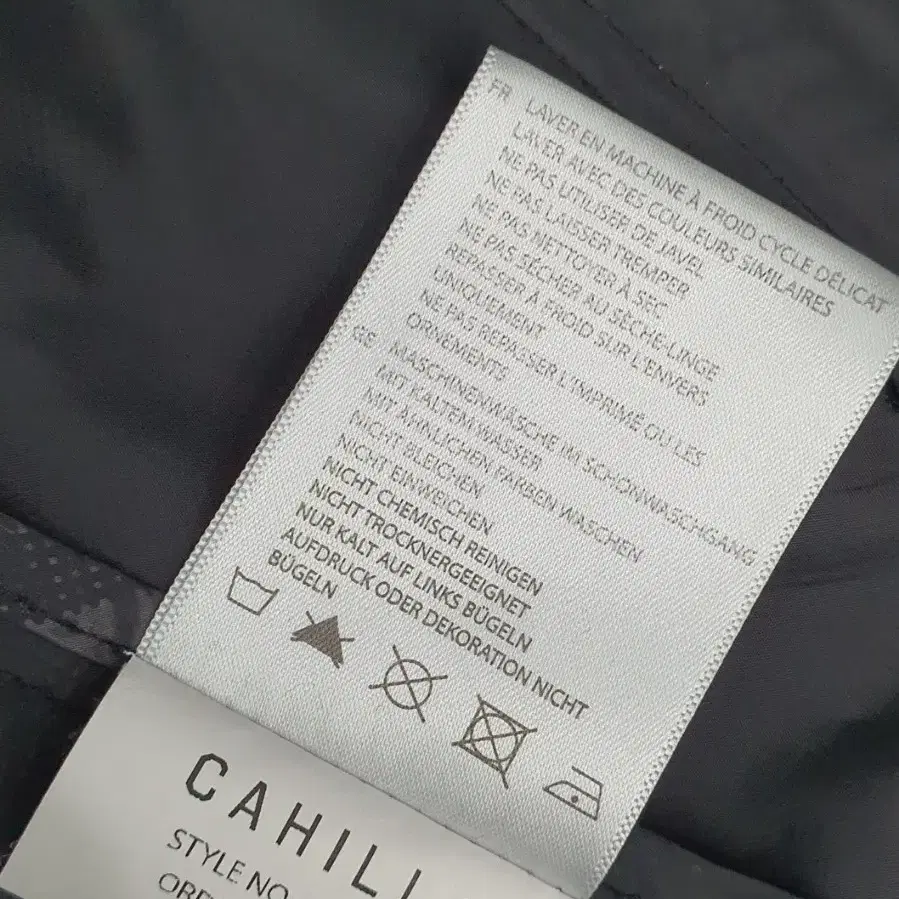 FR LAVER EN MACHINE À FROID CYCLE DÉLICAT
LAVER AVEC DES COULEURS SIMILAIRES
NE PAS UTILISER DE JAVEL
NE PAS LAISSER TREMPER
NE PAS NETTOYER À SEC
NE PAS SÉCHER AU SÈCHE-LINGE
REPASSER À FROID SUR L'ENVERS
UNIQUEMENT
NE PAS REPASSER L'IMPRIMÉ OU LES
ORNEMENTS
GE MASCHINENWÄSCHE IM SCHONWASCHGANG
MIT KALTEM WASSER
MIT ÄHNLICHEN FARBEN WASCHEN
NICHT BLEICHEN
NICHT EINWEICHEN
NICHT CHEMISCH REINIGEN
NICHT TROCKNERGEEIGNET
NUR KALT AUF LINKS BÜGELN
AUFDRUCK ODER DEKORATION NICHT
BÜGELN
CAHILL
STYLE NO